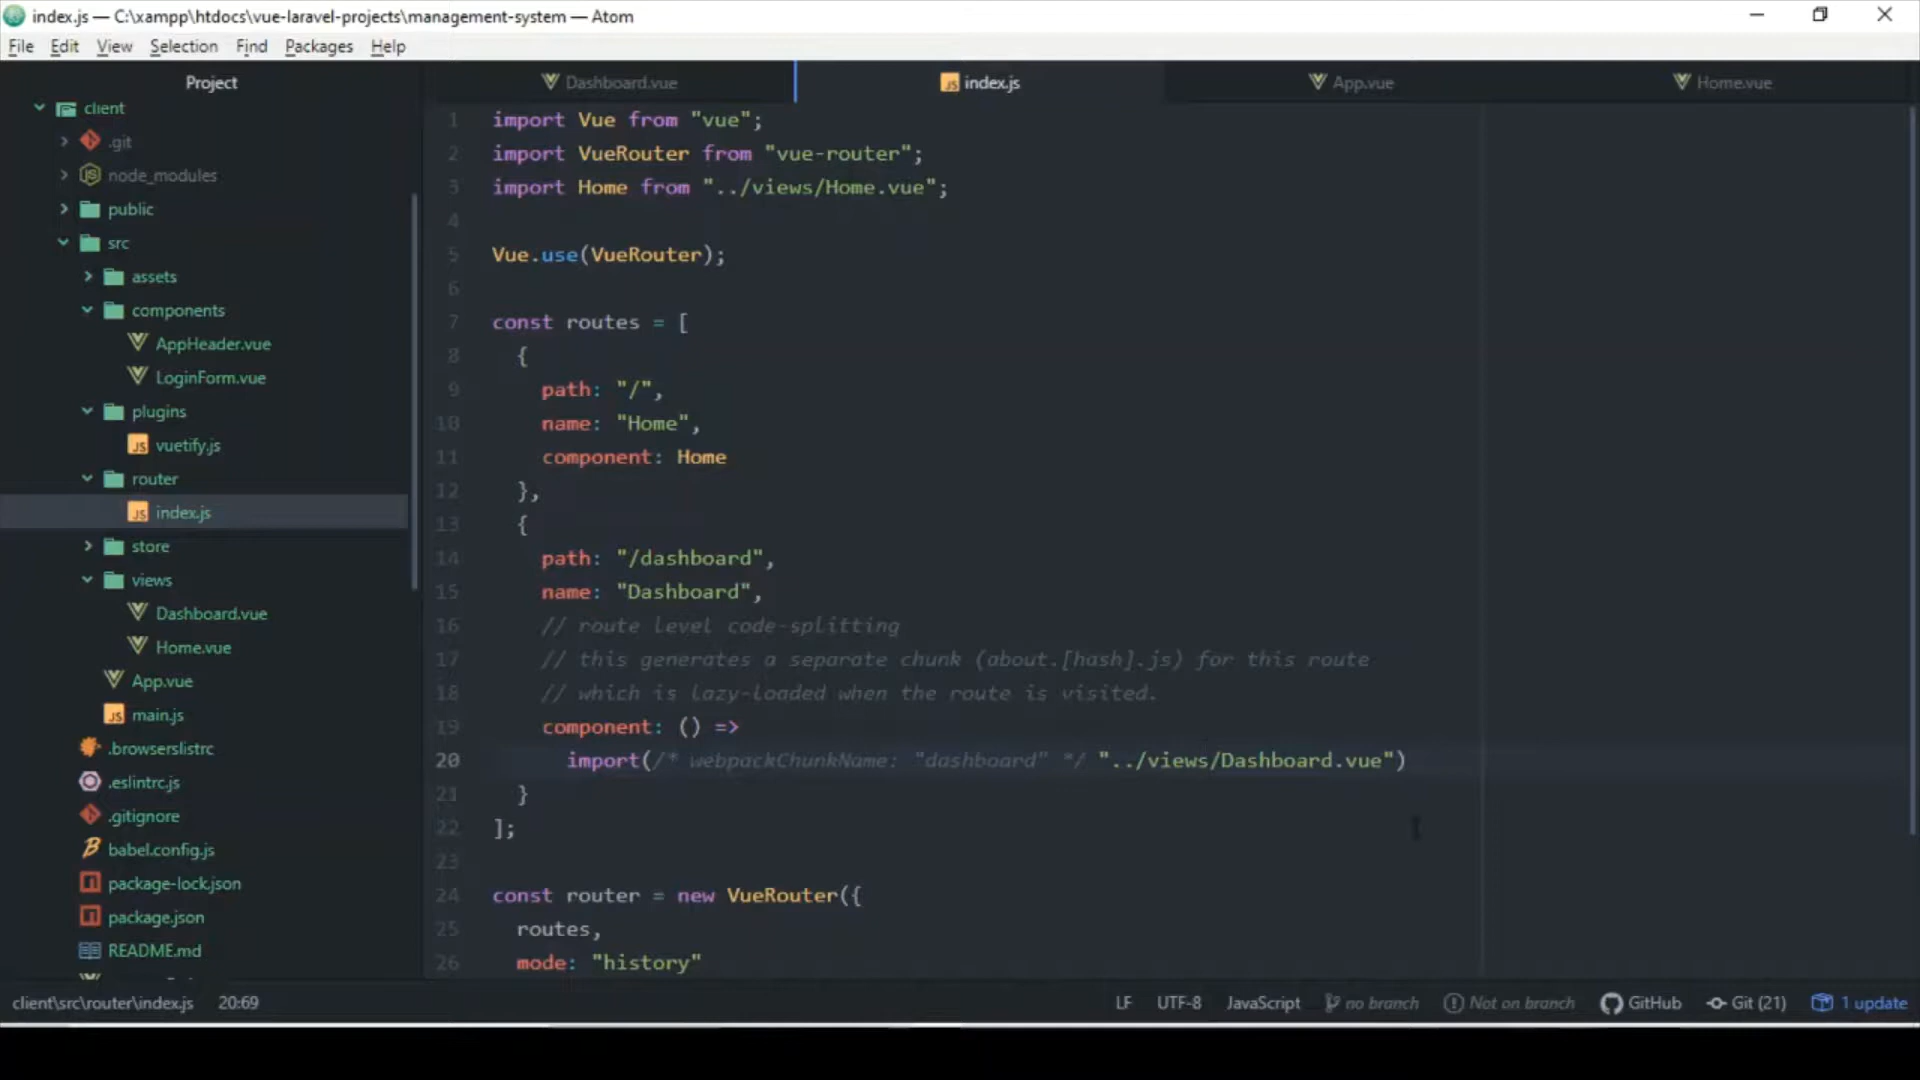 index.js — C:\xampp\htdocs\vue-laravel-projects\management-system — Atom
File Edit View Selection Find Packages Help
Project
client
.git
node_modules
public
src
assets
components
AppHeader.vue
LoginForm.vue
plugins
vuetify.js
router
index.js
store
views
Dashboard.vue
Home.vue
App.vue
main.js
.browserslistrc
.eslintrc.js
.gitignore
babel.config.js
package-lock.json
package.json
README.md
Dashboard.vue index.js App.vue Home.vue
1 import Vue from "vue";
2 import VueRouter from "vue-router";
3 import Home from "../views/Home.vue";
4
5 Vue.use(VueRouter);
6
7 const routes = [
8 {
9 path: "/",
10 name: "Home",
11 component: Home
12 },
13 {
14 path: "/dashboard",
15 name: "Dashboard",
16 // route level code-splitting
17 // this generates a separate chunk (about.[hash].js) for this route
18 // which is lazy-loaded when the route is visited.
19 component: () =>
20 import(/* webpackChunkName: "dashboard" */ "../views/Dashboard.vue")
21 }
22 ];
23
24 const router = new VueRouter({
25 routes,
26 mode: "history"
client\src\router\index.js 20:69 LF UTF-8 JavaScript no branch Not on branch GitHub Git (21) 1 update